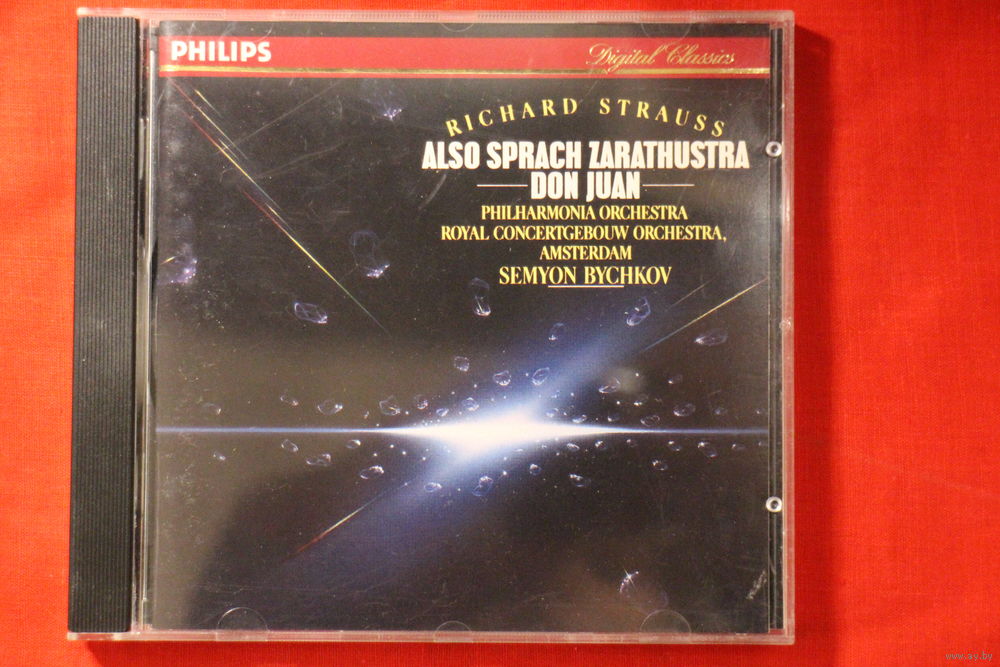 PHILIPS
Digital Classics
RICHARD STRAUSS
ALSO SPRACH ZARATHUSTRA
DON JUAN
PHILHARMONIA ORCHESTRA
ROYAL CONCERTGEBOUW ORCHESTRA,
AMSTERDAM
SEMYON BYCHKOV
www.ay.by